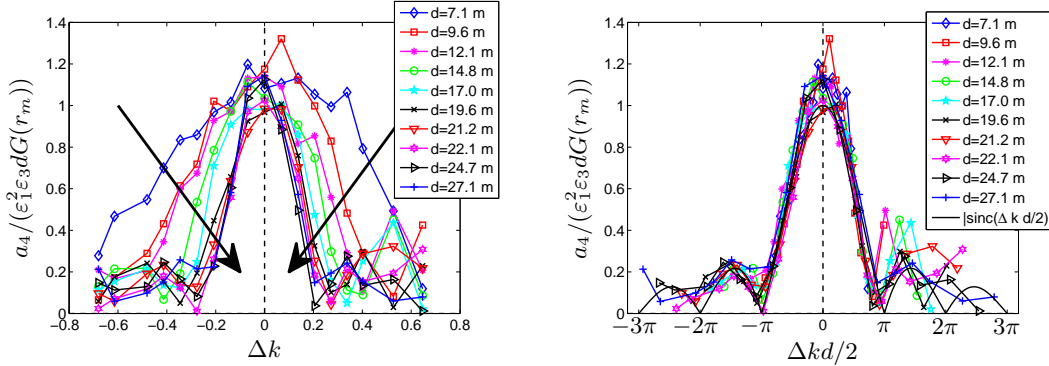 a₄/(ε₁²ε₃dG(rₘ)
1.4
1.2
1
0.8
0.6
0.4
0.2
0
−0.8 −0.6 −0.4 −0.2 0 0.2 0.4 0.6 0.8
Δk
d=7.1 m
d=9.6 m
d=12.1 m
d=14.8 m
d=17.0 m
d=19.6 m
d=21.2 m
d=22.1 m
d=24.7 m
d=27.1 m
a₄/(ε₁²ε₃dG(rₘ)
1.4
1.2
1
0.8
0.6
0.4
0.2
0
−3π −2π −π 0 π 2π 3π
Δkd/2
d=7.1 m
d=9.6 m
d=12.1 m
d=14.8 m
d=17.0 m
d=19.6 m
d=21.2 m
d=22.1 m
d=24.7 m
d=27.1 m
|sinc(Δ k d/2)